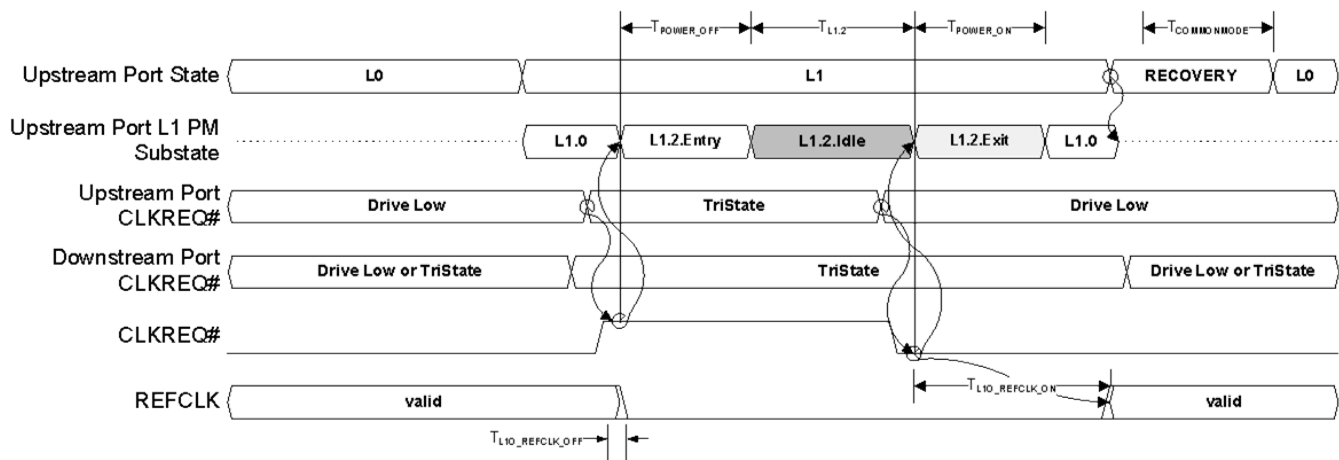 TPOWER_OFF TL1.2 TPOWER_ON TCOMMONMODE
Upstream Port State L0 L1 RECOVERY L0
Upstream Port L1 PM
Substate L1.0 L1.2.Entry L1.2.Idle L1.2.Exit L1.0
Upstream Port
CLKREQ# Drive Low TriState Drive Low
Downstream Port
CLKREQ# Drive Low or TriState TriState Drive Low or TriState
CLKREQ#
TL10_REFCLK_ON
REFCLK valid valid
TL10_REFCLK_OFF